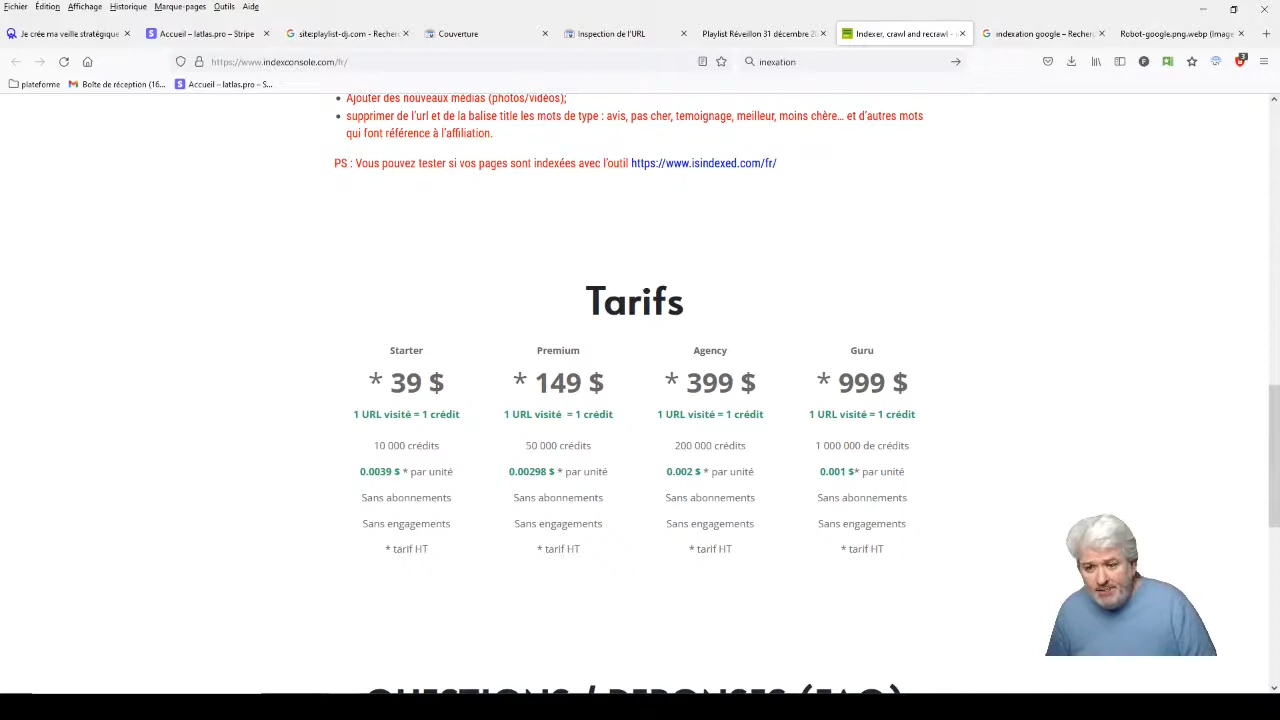 Fichier Édition Affichage Historique Marque-pages Outils Aide
Je crée ma veille stratégique
Accueil – latlas.pro – Stripe
siteplaylist-dj.com - Recherc
Couverture
Inspection de l'URL
Playlist Réveillon 31 décembre 2
Indexer, crawl and recrawl -
indexation google – Recherc
Robot-google.png.webp (Image
https://www.indexconsole.com/fr/
inexation
3
plateforme
Boîte de réception (16…
Accueil – latlas.pro – S…
Ajouter des nouveaux médias (photos/vidéos);
supprimer de l'url et de la balise title les mots de type : avis, pas cher, temoignage, meilleur, moins chère… et d'autres mots
qui font référence à l'affiliation.
PS : Vous pouvez tester si vos pages sont indexées avec l'outil https://www.isindexed.com/fr/
Tarifs
Starter Premium Agency Guru
* 39 $ * 149 $ * 399 $ * 999 $
1 URL visité = 1 crédit 1 URL visité = 1 crédit 1 URL visité = 1 crédit 1 URL visité = 1 crédit
10 000 crédits 50 000 crédits 200 000 crédits 1 000 000 de crédits
0.0039 $ * par unité 0.00298 $ * par unité 0.002 $ * par unité 0.001 $* par unité
Sans abonnements Sans abonnements Sans abonnements Sans abonnements
Sans engagements Sans engagements Sans engagements Sans engagements
* tarif HT * tarif HT * tarif HT * tarif HT
QUESTIONS / REPONSES (FAQ)